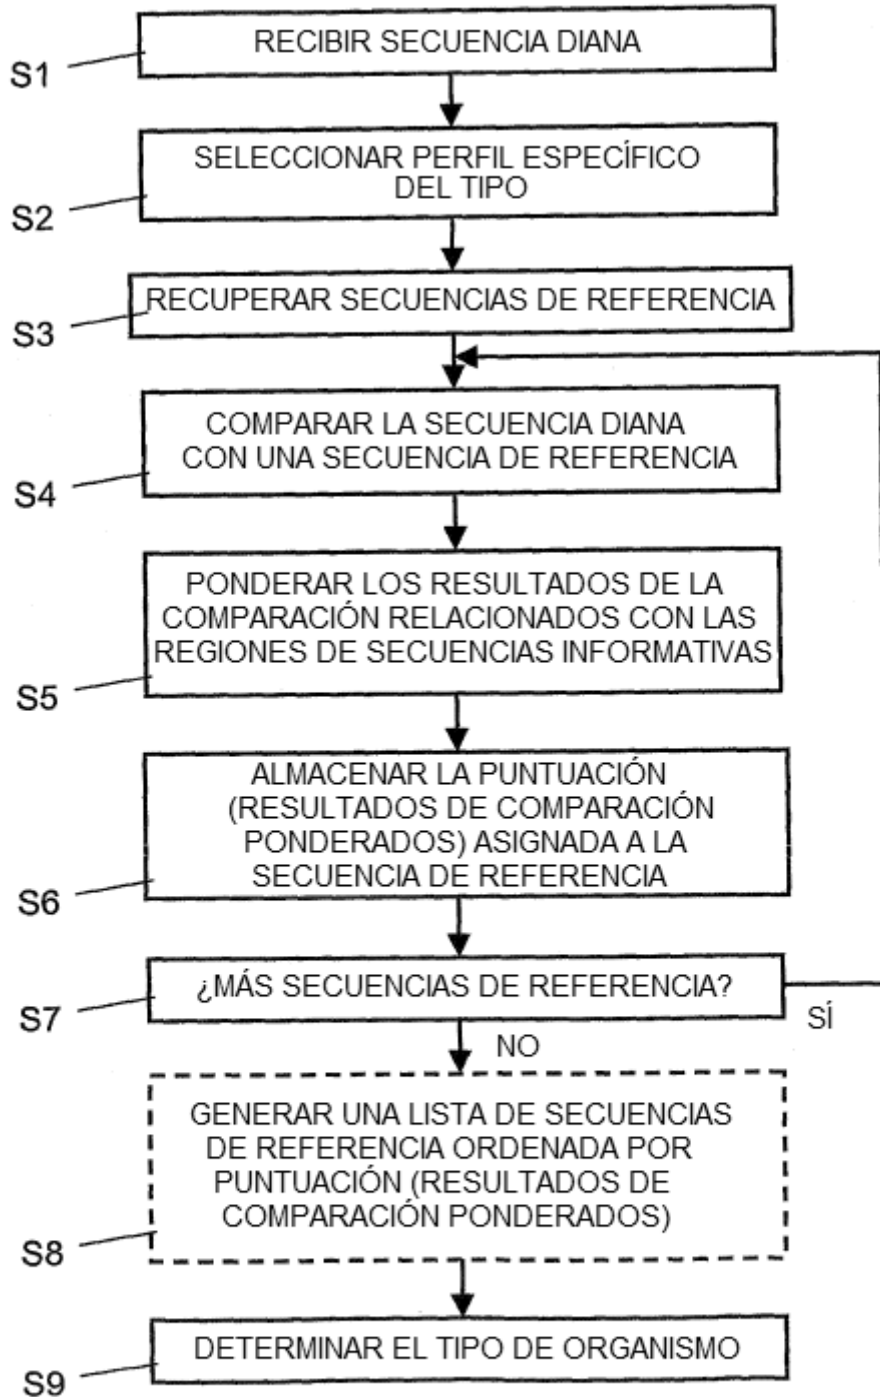 RECIBIR SECUENCIA DIANA
S1
SELECCIONAR PERFIL ESPECÍFICO
DEL TIPO
S2
RECUPERAR SECUENCIAS DE REFERENCIA
S3
COMPARAR LA SECUENCIA DIANA
CON UNA SECUENCIA DE REFERENCIA
S4
PONDERAR LOS RESULTADOS DE LA
COMPARACIÓN RELACIONADOS CON LAS
REGIONES DE SECUENCIAS INFORMATIVAS
S5
ALMACENAR LA PUNTUACIÓN
(RESULTADOS DE COMPARACIÓN
PONDERADOS) ASIGNADA A LA
SECUENCIA DE REFERENCIA
S6
¿MÁS SECUENCIAS DE REFERENCIA?
S7
SÍ
NO
GENERAR UNA LISTA DE SECUENCIAS
DE REFERENCIA ORDENADA POR
PUNTUACIÓN (RESULTADOS DE
COMPARACIÓN PONDERADOS)
S8
DETERMINAR EL TIPO DE ORGANISMO
S9